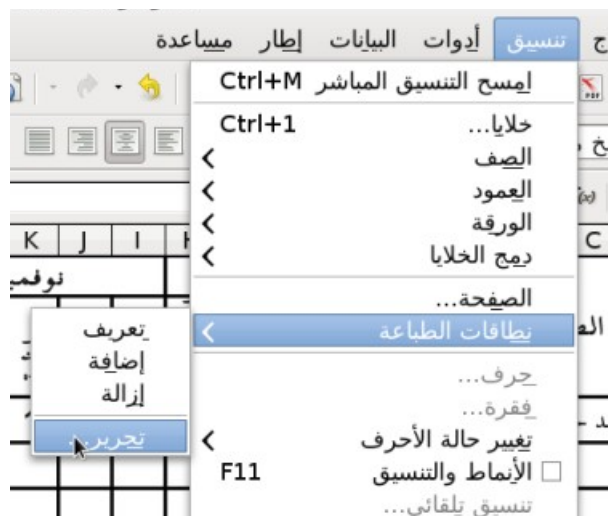 تنسيق أدوات البيانات إطار مساعدة
امسح التنسيق المباشر Ctrl+M
خلايا... Ctrl+1
الصف
العمود
الورقة
دمج الخلايا
C I J K
الصفحة...
نطاقات الطباعة
تعريف
إضافة
إزالة
تحرير...
حرف...
فقرة...
تغيير حالة الأحرف
الأنماط والتنسيق F11
تنسيق تلقائي...